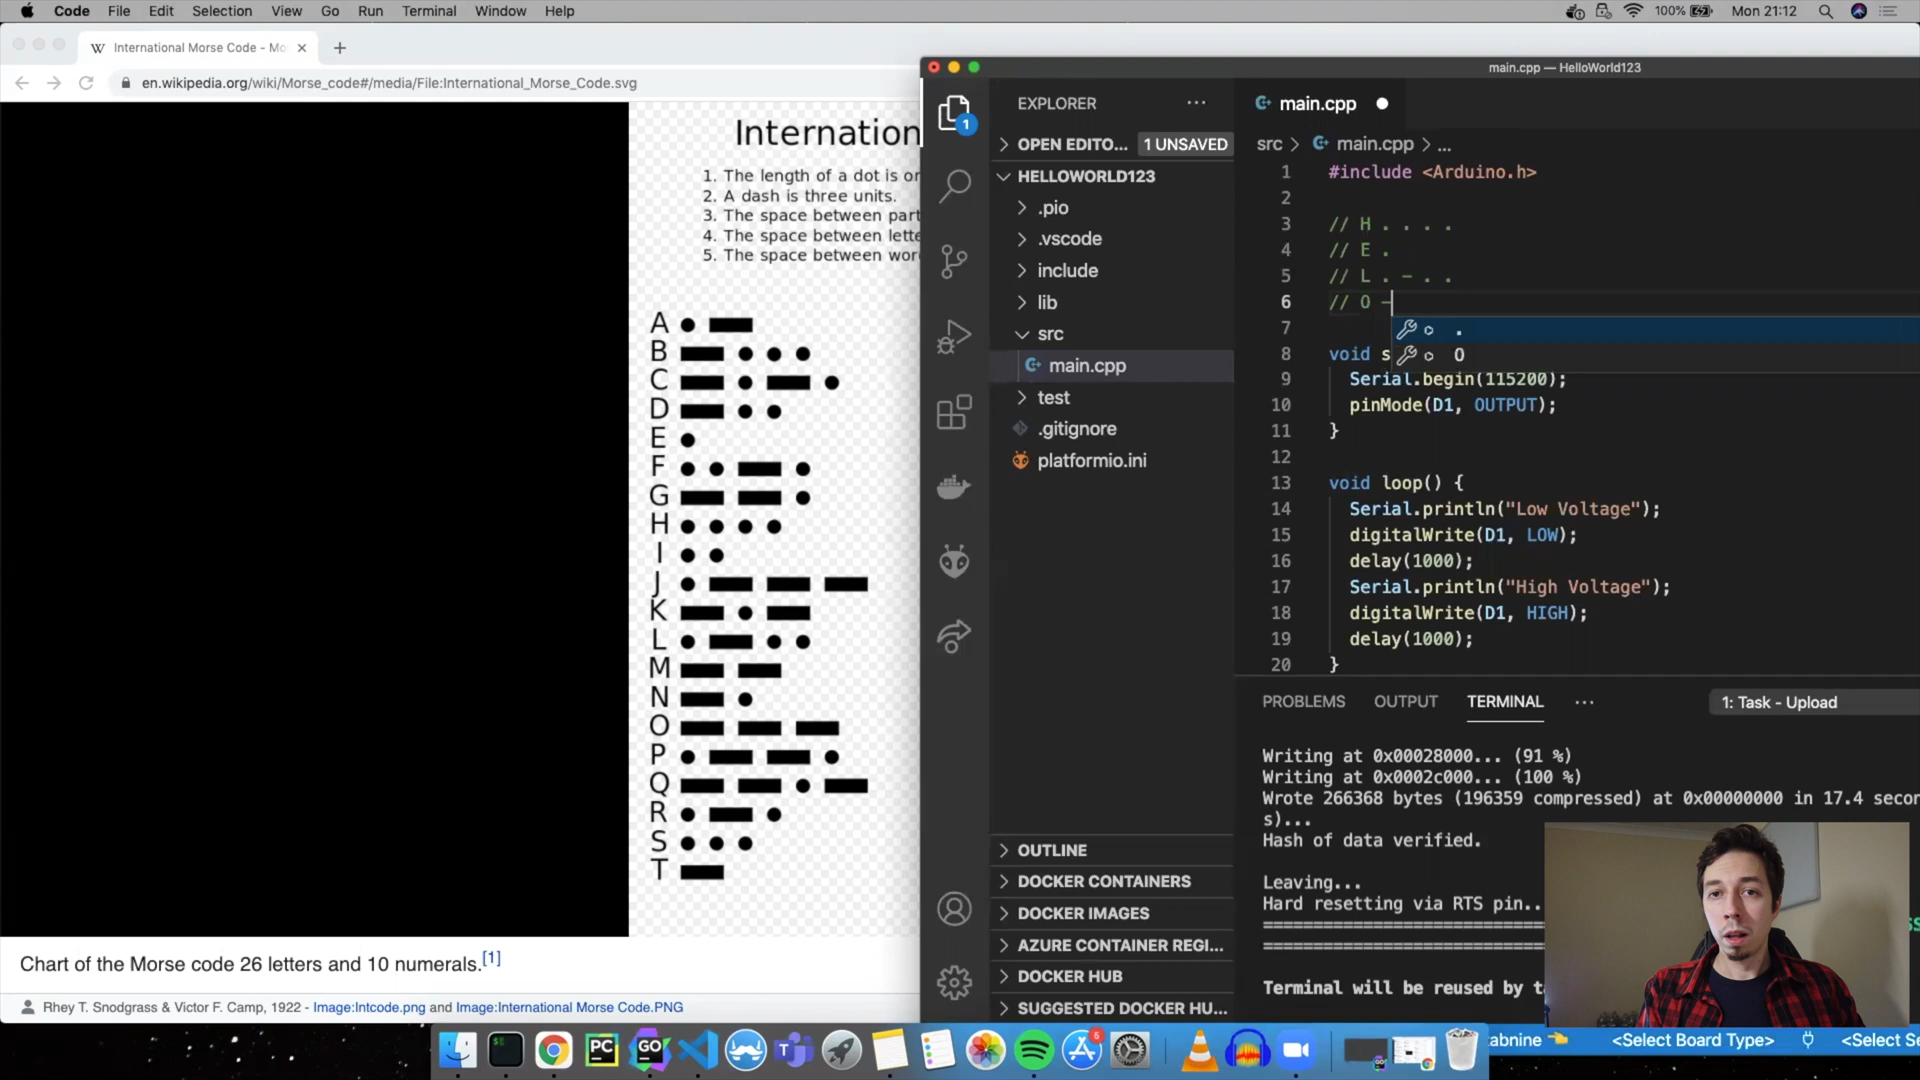 Code File Edit Selection View Go Run Terminal Window Help
100% Mon 21:12
W International Morse Code - Mo
en.wikipedia.org/wiki/Morse_code#/media/File:International_Morse_Code.svg
Internation
1. The length of a dot is or
2. A dash is three units.
3. The space between part
4. The space between lette
5. The space between wor
A
B
C
D
E
F
G
H
I
J
K
L
M
N
O
P
Q
R
S
T
Chart of the Morse code 26 letters and 10 numerals.[1]
Rhey T. Snodgrass & Victor F. Camp, 1922 - Image:Intcode.png and Image:International Morse Code.PNG
main.cpp — HelloWorld123
1
EXPLORER ...
OPEN EDITO... 1 UNSAVED
HELLOWORLD123
.pio
.vscode
include
lib
src
main.cpp
test
.gitignore
platformio.ini
OUTLINE
DOCKER CONTAINERS
DOCKER IMAGES
AZURE CONTAINER REGI...
DOCKER HUB
SUGGESTED DOCKER HU...
main.cpp
src > main.cpp > ...
1 #include <Arduino.h>
2
3 // H . . . .
4 // E .
5 // L . - . .
6 // O -
.
O
7
8 void s
9 Serial.begin(115200);
10 pinMode(D1, OUTPUT);
11 }
12
13 void loop() {
14 Serial.println("Low Voltage");
15 digitalWrite(D1, LOW);
16 delay(1000);
17 Serial.println("High Voltage");
18 digitalWrite(D1, HIGH);
19 delay(1000);
20 }
PROBLEMS OUTPUT TERMINAL ... 1: Task - Upload
Writing at 0x00028000... (91 %)
Writing at 0x0002c000... (100 %)
Wrote 266368 bytes (196359 compressed) at 0x00000000 in 17.4 secon
s)...
Hash of data verified.
Leaving...
Hard resetting via RTS pin..
Terminal will be reused by ta
$E PC GO 5
abnine <Select Board Type> <Select Se